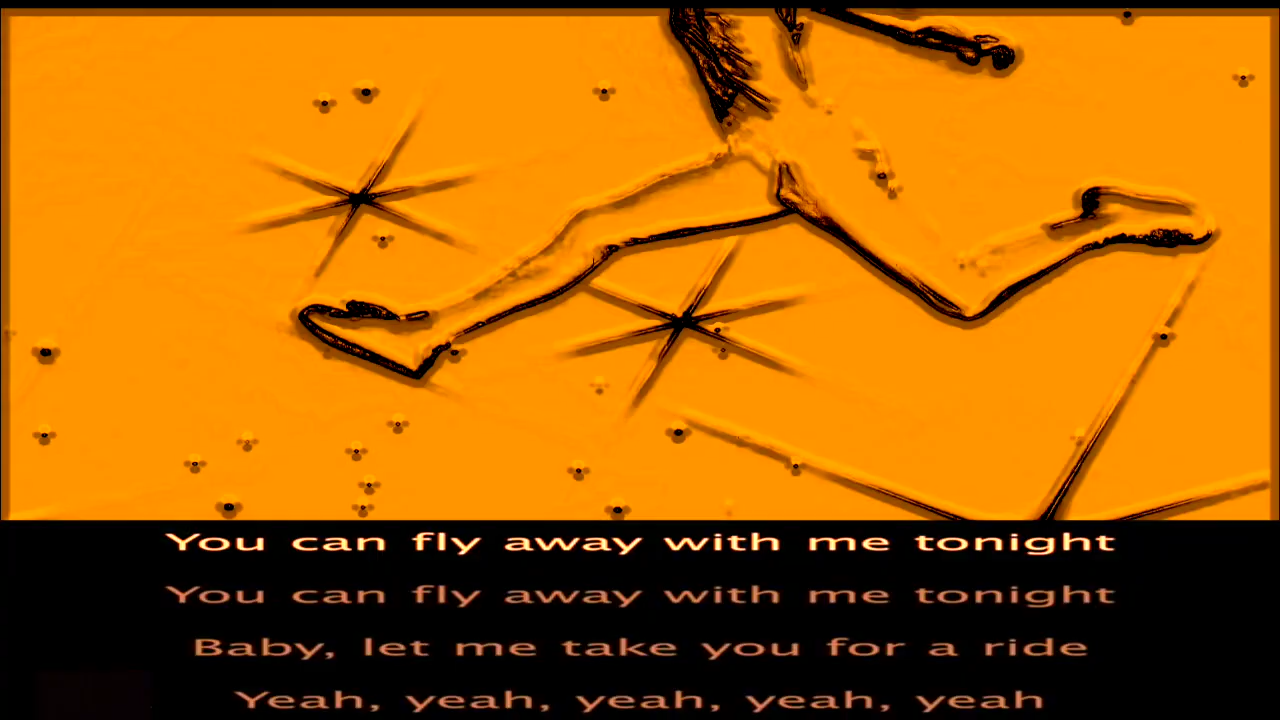 You can fly away with me tonight
You can fly away with me tonight
Baby, let me take you for a ride
Yeah, yeah, yeah, yeah, yeah